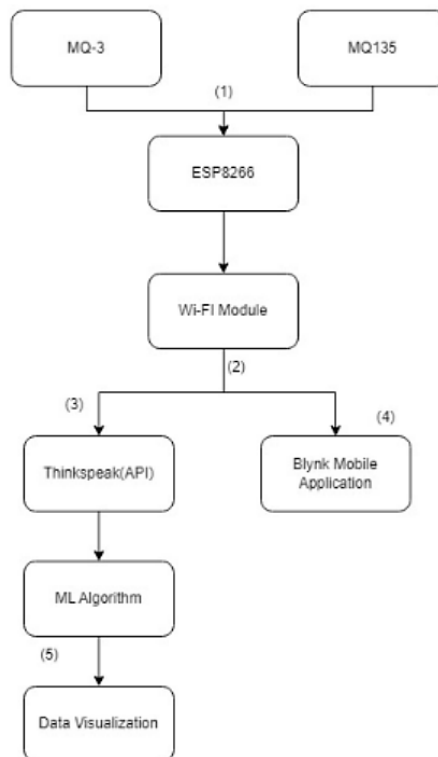 MQ-3
MQ135
(1)
ESP8266
Wi-FI Module
(2)
(3)
(4)
Thinkspeak(API)
Blynk Mobile
Application
ML Algorithm
(5)
Data Visualization